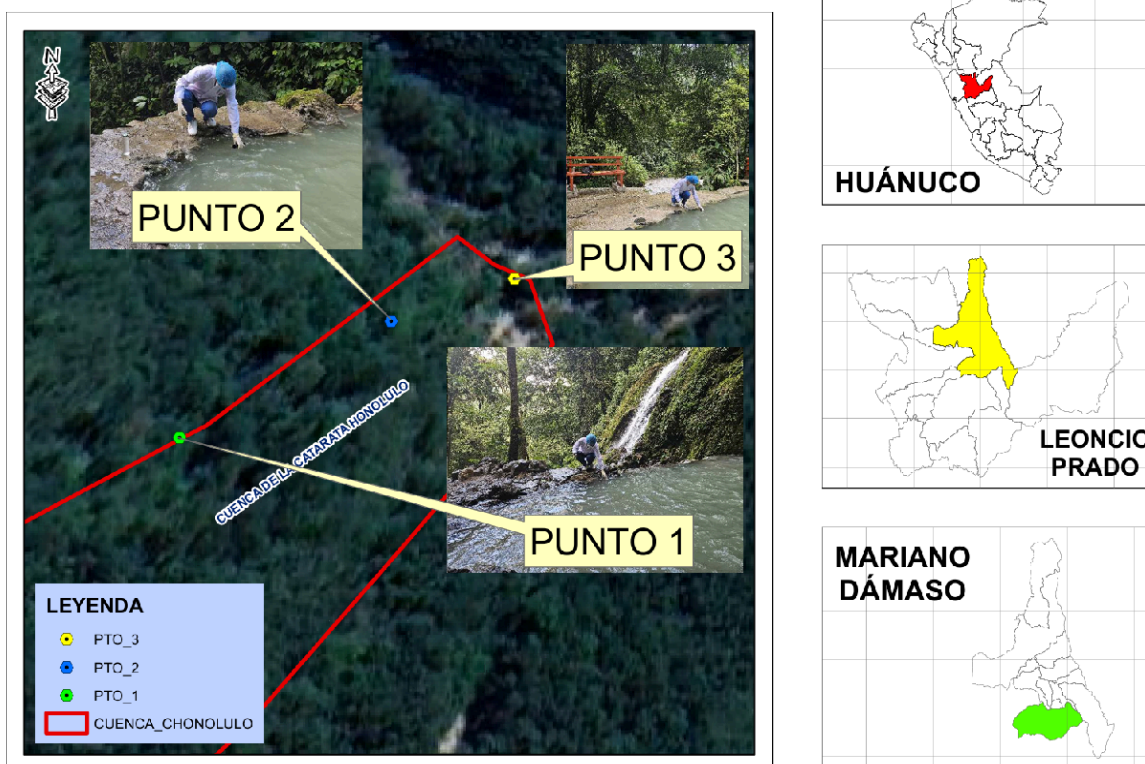 N
PUNTO 2
PUNTO 3
CUENCA DE LA CATARATA HONOLULO
PUNTO 1
LEYENDA
PTO_3
PTO_2
PTO_1
CUENCA_CHONOLULO
HUÁNUCO
LEONCIO
PRADO
MARIANO
DÁMASO